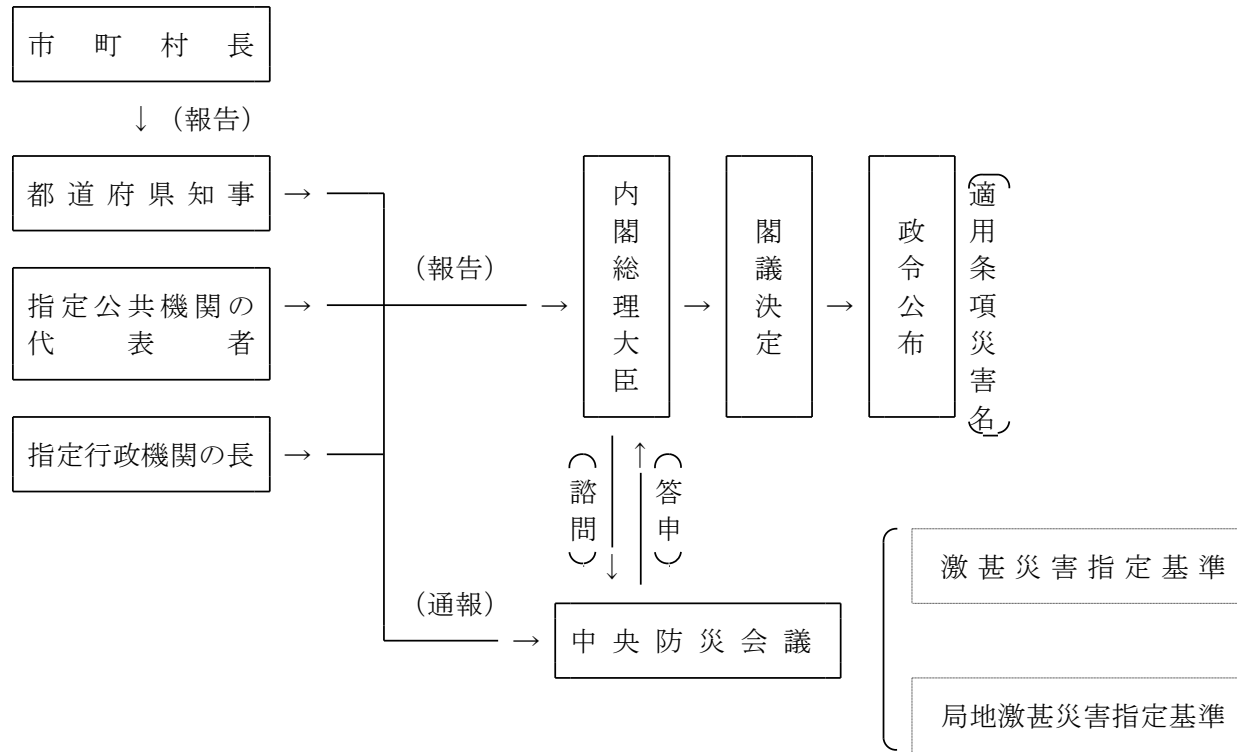 市町村長
↓（報告）
都道府県知事 →
指定公共機関の
代表者 →
指定行政機関の長 →
（報告）
→
内閣総理大臣
→
閣議決定
→
政令公布
（適用条項災害名）
（諮問）
↓
↑
（答申）
（通報）
→
中央防災会議
激甚災害指定基準
局地激甚災害指定基準